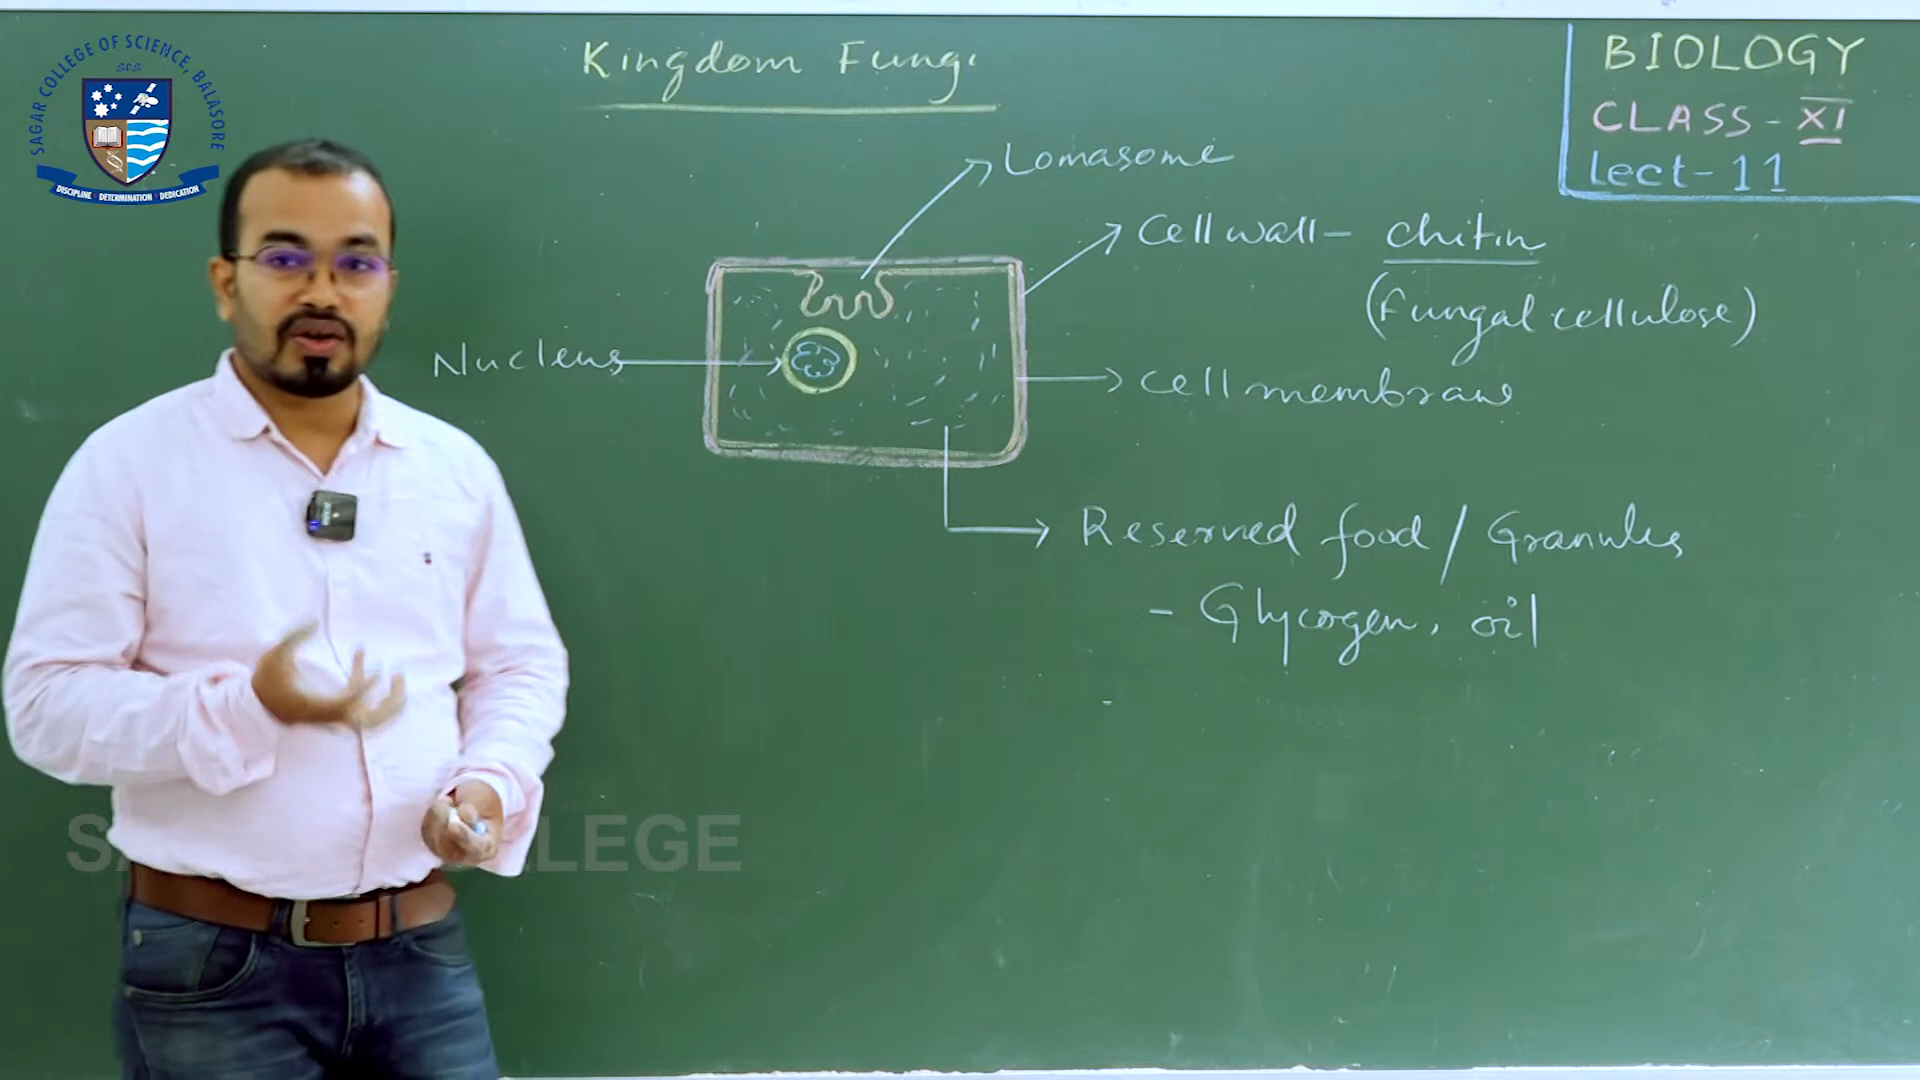 SAGAR COLLEGE OF SCIENCE, BALASORE
SCS
DISCIPLINE DETERMINATION DEDICATION
Kingdom Fungi
BIOLOGY
CLASS - XI
Lect - 11
Lomasome
Cell wall - chitin
(Fungal cellulose)
Nucleus
Cell membrane
Reserved food / Granules
- Glycogen, oil
LEGE